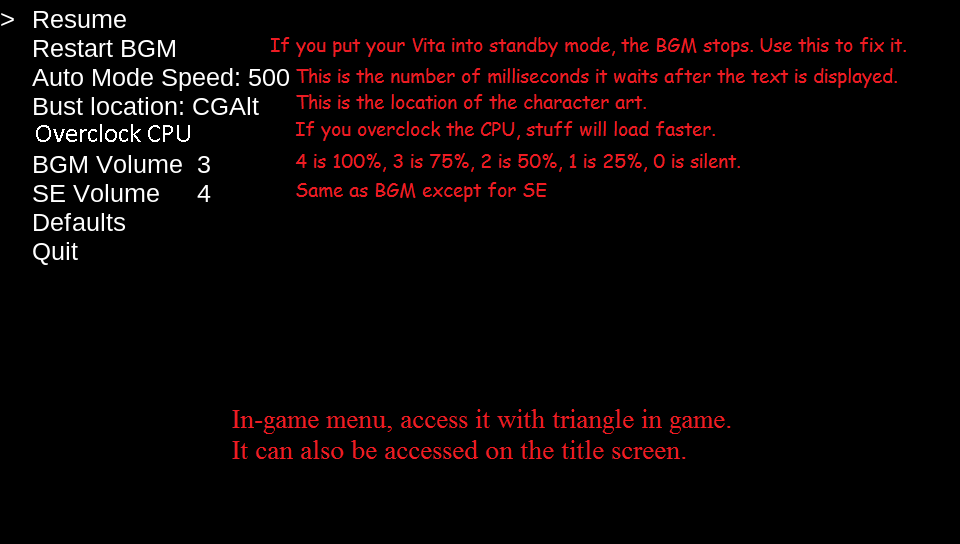 > Resume
Restart BGM If you put your Vita into standby mode, the BGM stops. Use this to fix it.
Auto Mode Speed: 500 This is the number of milliseconds it waits after the text is displayed.
Bust location: CGAlt This is the location of the character art.
Overclock CPU If you overclock the CPU, stuff will load faster.
BGM Volume 3 4 is 100%, 3 is 75%, 2 is 50%, 1 is 25%, 0 is silent.
SE Volume 4 Same as BGM except for SE
Defaults
Quit
In-game menu, access it with triangle in game.
It can also be accessed on the title screen.